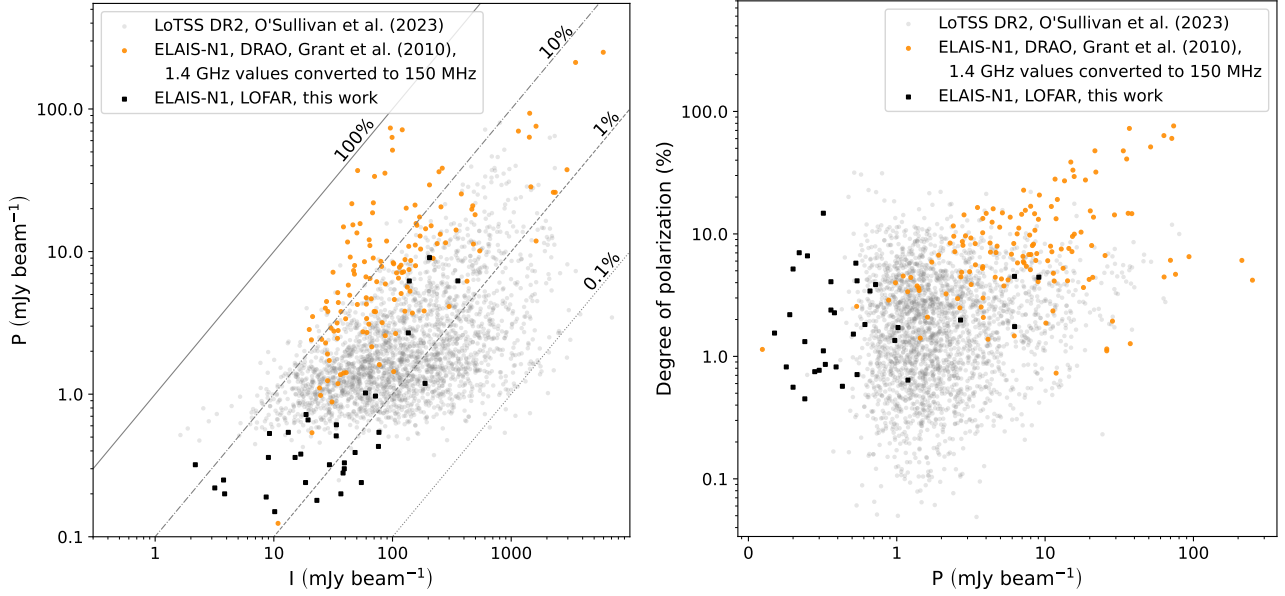 LoTSS DR2, O'Sullivan et al. (2023)
ELAIS-N1, DRAO, Grant et al. (2010),
1.4 GHz values converted to 150 MHz
ELAIS-N1, LOFAR, this work
100%
10%
1%
0.1%
100.0
10.0
1.0
0.1
P (mJy beam⁻¹)
1
10
100
1000
I (mJy beam⁻¹)
LoTSS DR2, O'Sullivan et al. (2023)
ELAIS-N1, DRAO, Grant et al. (2010),
1.4 GHz values converted to 150 MHz
ELAIS-N1, LOFAR, this work
100.0
10.0
1.0
0.1
Degree of polarization (%)
0
1
10
100
P (mJy beam⁻¹)